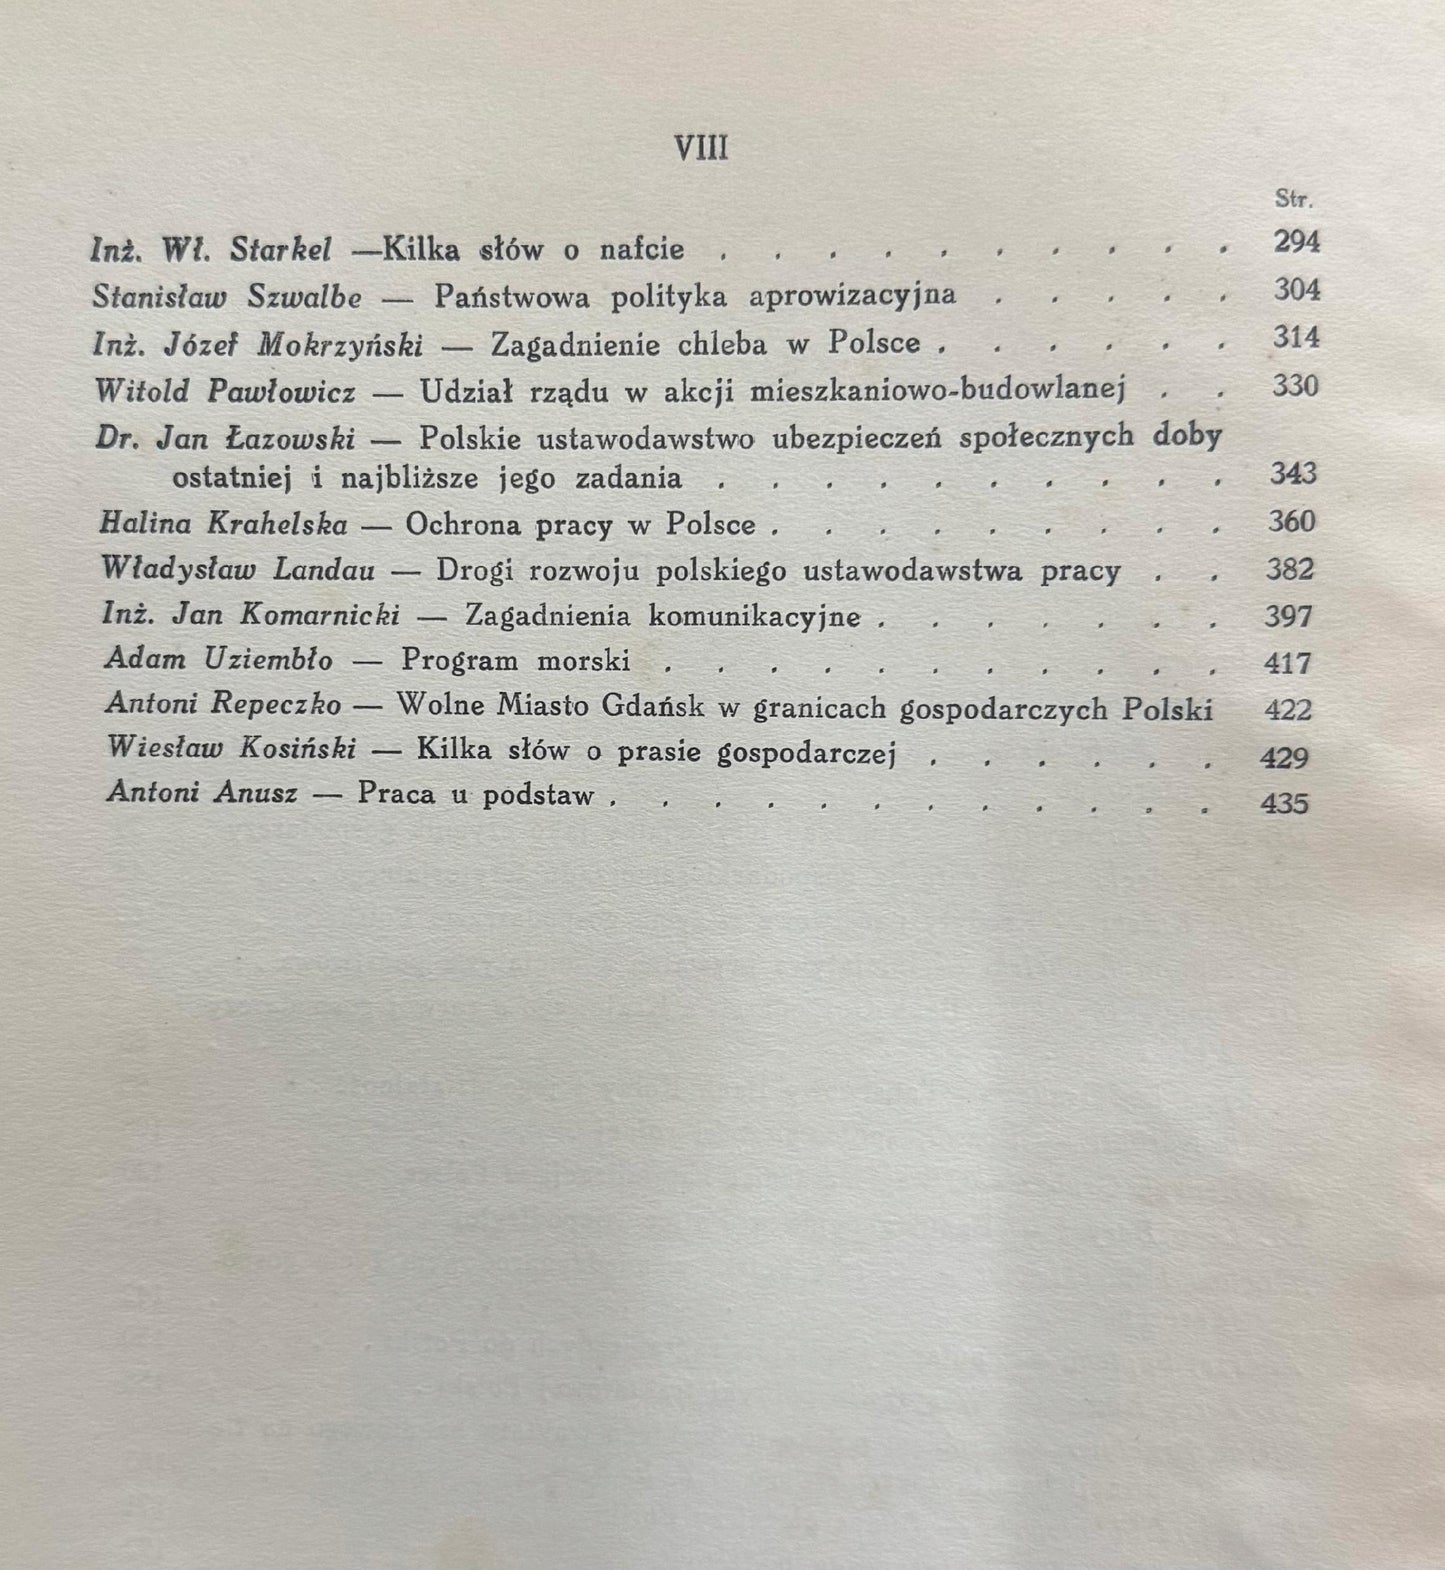 VIII
Str.
Inż. Wł. Starkel —Kilka słów o nafcie . . . . . . . . . . 294
Stanisław Szwalbe — Państwowa polityka aprowizacyjna . . . . . 304
Inż. Józef Mokrzyński — Zagadnienie chleba w Polsce . . . . . . 314
Witold Pawłowicz — Udział rządu w akcji mieszkaniowo-budowlanej . . 330
Dr. Jan Łazowski — Polskie ustawodawstwo ubezpieczeń społecznych doby
ostatniej i najbliższe jego zadania . . . . . . . . . . 343
Halina Krahelska — Ochrona pracy w Polsce . . . . . . . . . 360
Władysław Landau — Drogi rozwoju polskiego ustawodawstwa pracy . . 382
Inż. Jan Komarnicki — Zagadnienia komunikacyjne . . . . . . . 397
Adam Uziembło — Program morski . . . . . . . . . . . 417
Antoni Repeczko — Wolne Miasto Gdańsk w granicach gospodarczych Polski 422
Wiesław Kosiński — Kilka słów o prasie gospodarczej . . . . . . 429
Antoni Anusz — Praca u podstaw . . . . . . . . . . . . 435